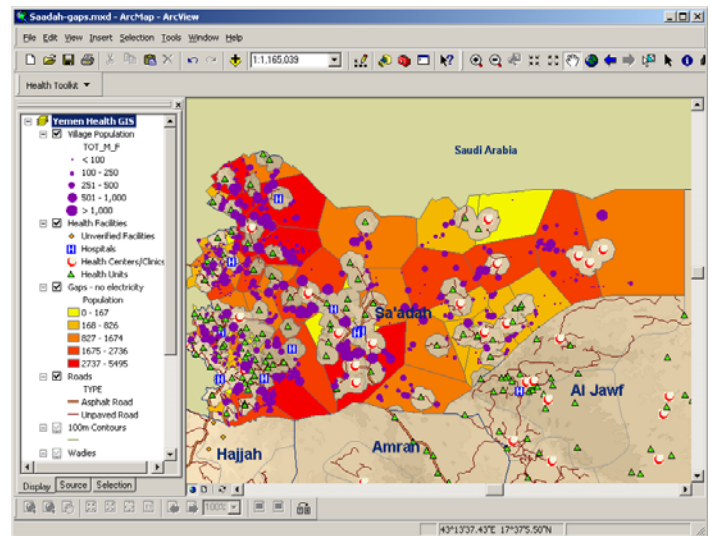 Saadah-gaps.mxd - ArcMap - ArcView
File Edit View Insert Selection Tools Window Help
1:1,165,039
Health Toolkit
Yemen Health GIS
Village Population
TOT_M_F
< 100
100 - 250
251 - 500
501 - 1,000
> 1,000
Health Facilities
Unverified Facilities
H Hospitals
Health Centers/Clinics
Health Units
Gaps - no electricity
Population
0 - 167
168 - 826
827 - 1674
1675 - 2736
2737 - 5495
Roads
TYPE
Asphalt Road
Unpaved Road
100m Contours
Wadies
Display Source Selection
Saudi Arabia
Sa'adah
Al Jawf
Amran
Hajjah
100%
43°13'37.43"E 17°37'5.50"N